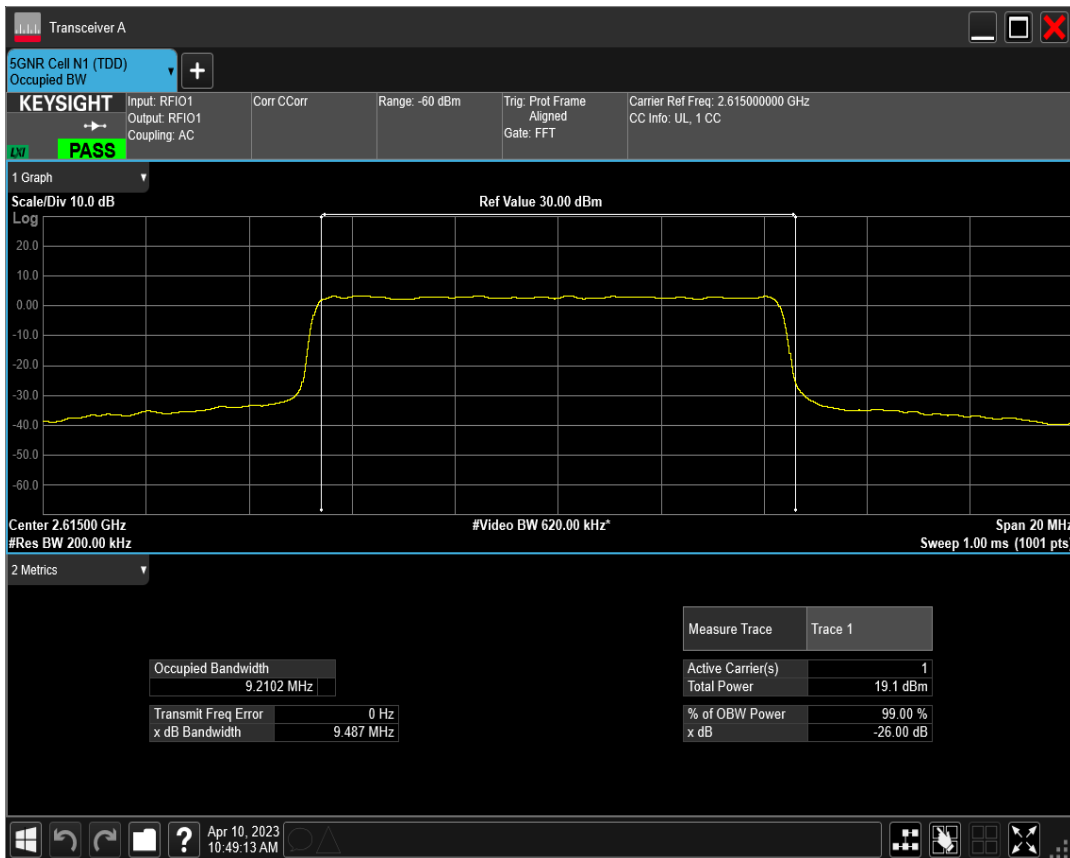 Transceiver A
5GNR Cell N1 (TDD)
Occupied BW
KEYSIGHT
LXI
PASS
Input: RFIO1
Output: RFIO1
Coupling: AC
Corr CCorr
Range: -60 dBm
Trig: Prot Frame
Aligned
Gate: FFT
Carrier Ref Freq: 2.615000000 GHz
CC Info: UL, 1 CC
1 Graph
Scale/Div 10.0 dB
Ref Value 30.00 dBm
Log
20.0
10.0
0.00
-10.0
-20.0
-30.0
-40.0
-50.0
-60.0
Center 2.61500 GHz
#Video BW 620.00 kHz*
Span 20 MHz
#Res BW 200.00 kHz
Sweep 1.00 ms (1001 pts)
2 Metrics
Measure Trace Trace 1
Occupied Bandwidth
9.2102 MHz
Active Carrier(s) 1
Total Power 19.1 dBm
Transmit Freq Error 0 Hz
x dB Bandwidth 9.487 MHz
% of OBW Power 99.00 %
x dB -26.00 dB
?
Apr 10, 2023
10:49:13 AM